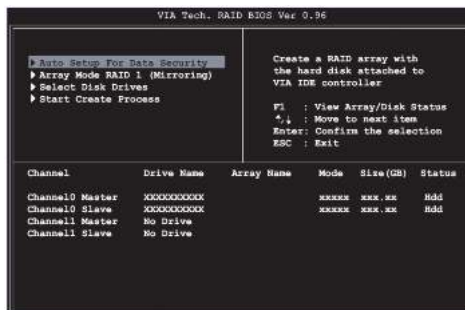 VIA Tech. RAID BIOS Ver 0.96
Auto Setup For Data Security
Array Mode RAID 1 (Mirroring)
Select Disk Drives
Start Create Process
Create a RAID array with
the hard disk attached to
VIA IDE controller
F1 : View Array/Disk Status
↑,↓ : Move to next item
Enter: Confirm the selection
ESC : Exit
Channel Drive Name Array Name Mode Size(GB) Status
Channel0 Master XXXXXXXXXX XXXXX XXX.XX Hdd
Channel0 Slave XXXXXXXXXX XXXXX XXX.XX Hdd
Channel1 Master No Drive
Channel1 Slave No Drive